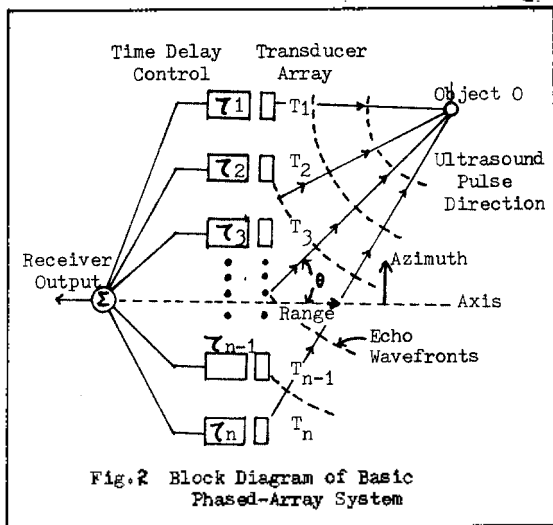 Time Delay Control
Transducer Array
τ1
T1
Object O
τ2
T2
Ultrasound Pulse Direction
τ3
T3
Receiver Output
Σ
θ
Azimuth
Range
Axis
τn-1
Tn-1
Echo Wavefronts
τn
Tn
Fig.2 Block Diagram of Basic
Phased-Array System